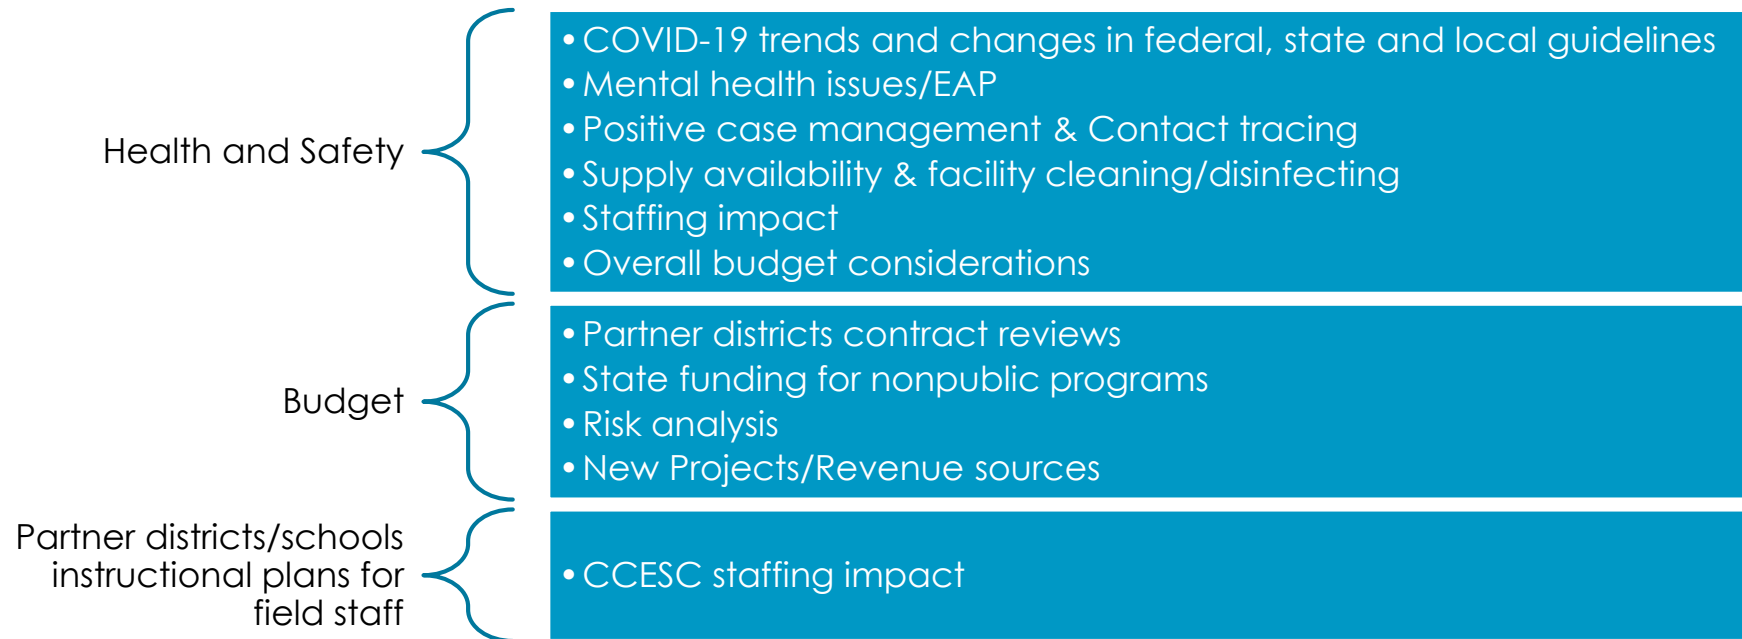 Health and Safety
• COVID-19 trends and changes in federal, state and local guidelines
• Mental health issues/EAP
• Positive case management & Contact tracing
• Supply availability & facility cleaning/disinfecting
• Staffing impact
• Overall budget considerations
Budget
• Partner districts contract reviews
• State funding for nonpublic programs
• Risk analysis
• New Projects/Revenue sources
Partner districts/schools
instructional plans for
field staff
• CCESC staffing impact